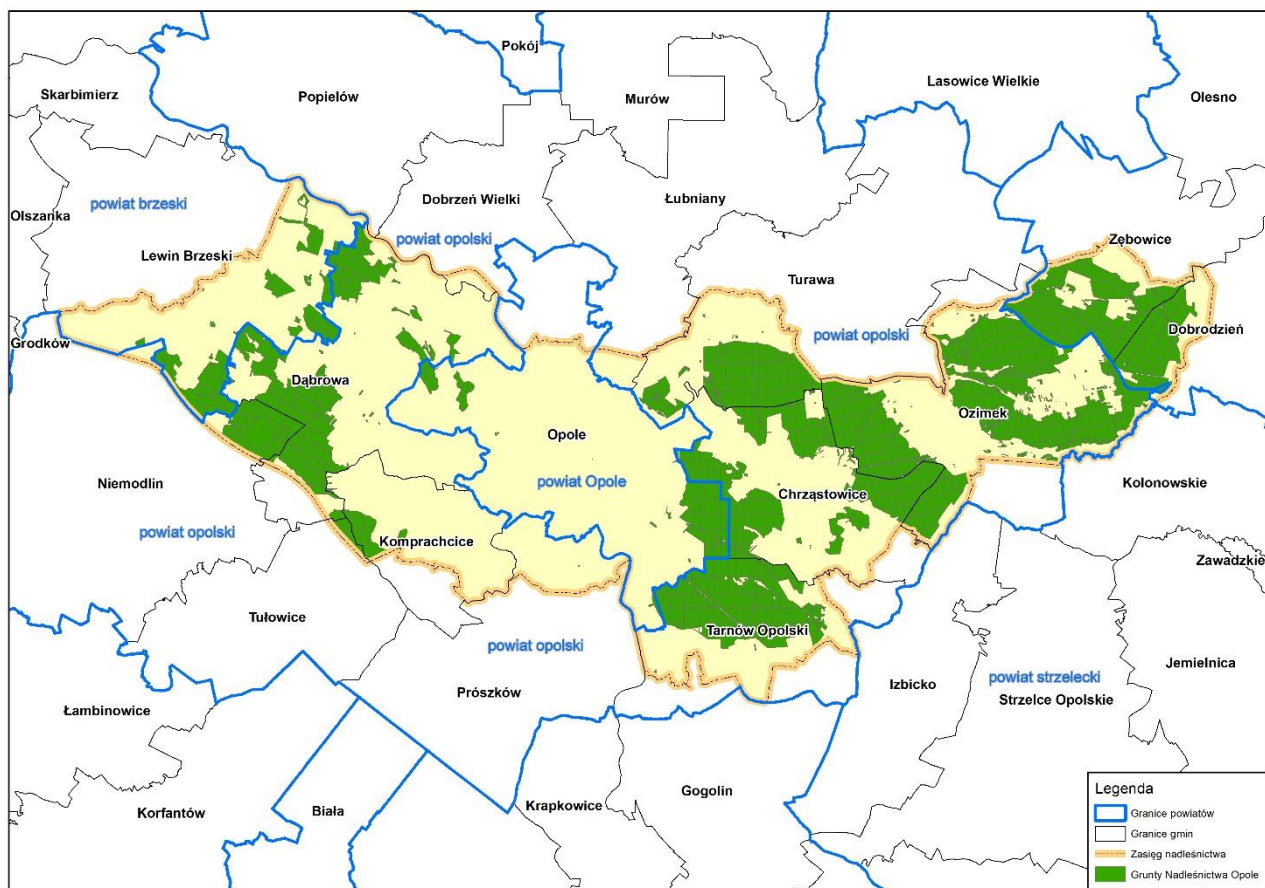 Pokój
Skarbimierz
Popielów
Murów
Lasowice Wielkie
Olesno
powiat brzeski
Dobrzeń Wielki
Łubniany
Olszanka
powiat opolski
Lewin Brzeski
Zębowice
Turawa
powiat opolski
Dobrodzień
Grodków
Dąbrowa
Ozimek
Opole
Niemodlin
powiat Opole
Chrząstowice
Kolonowskie
powiat opolski
Komprachcice
Zawadzkie
Tułowice
Tarnów Opolski
powiat opolski
Jemielnica
Prószków
Izbicko
powiat strzelecki
Strzelce Opolskie
Łambinowice
Korfantów
Biała
Krapkowice
Gogolin
Legenda
Granice powiatów
Granice gmin
Zasięg nadleśnictwa
Grunty Nadleśnictwa Opole